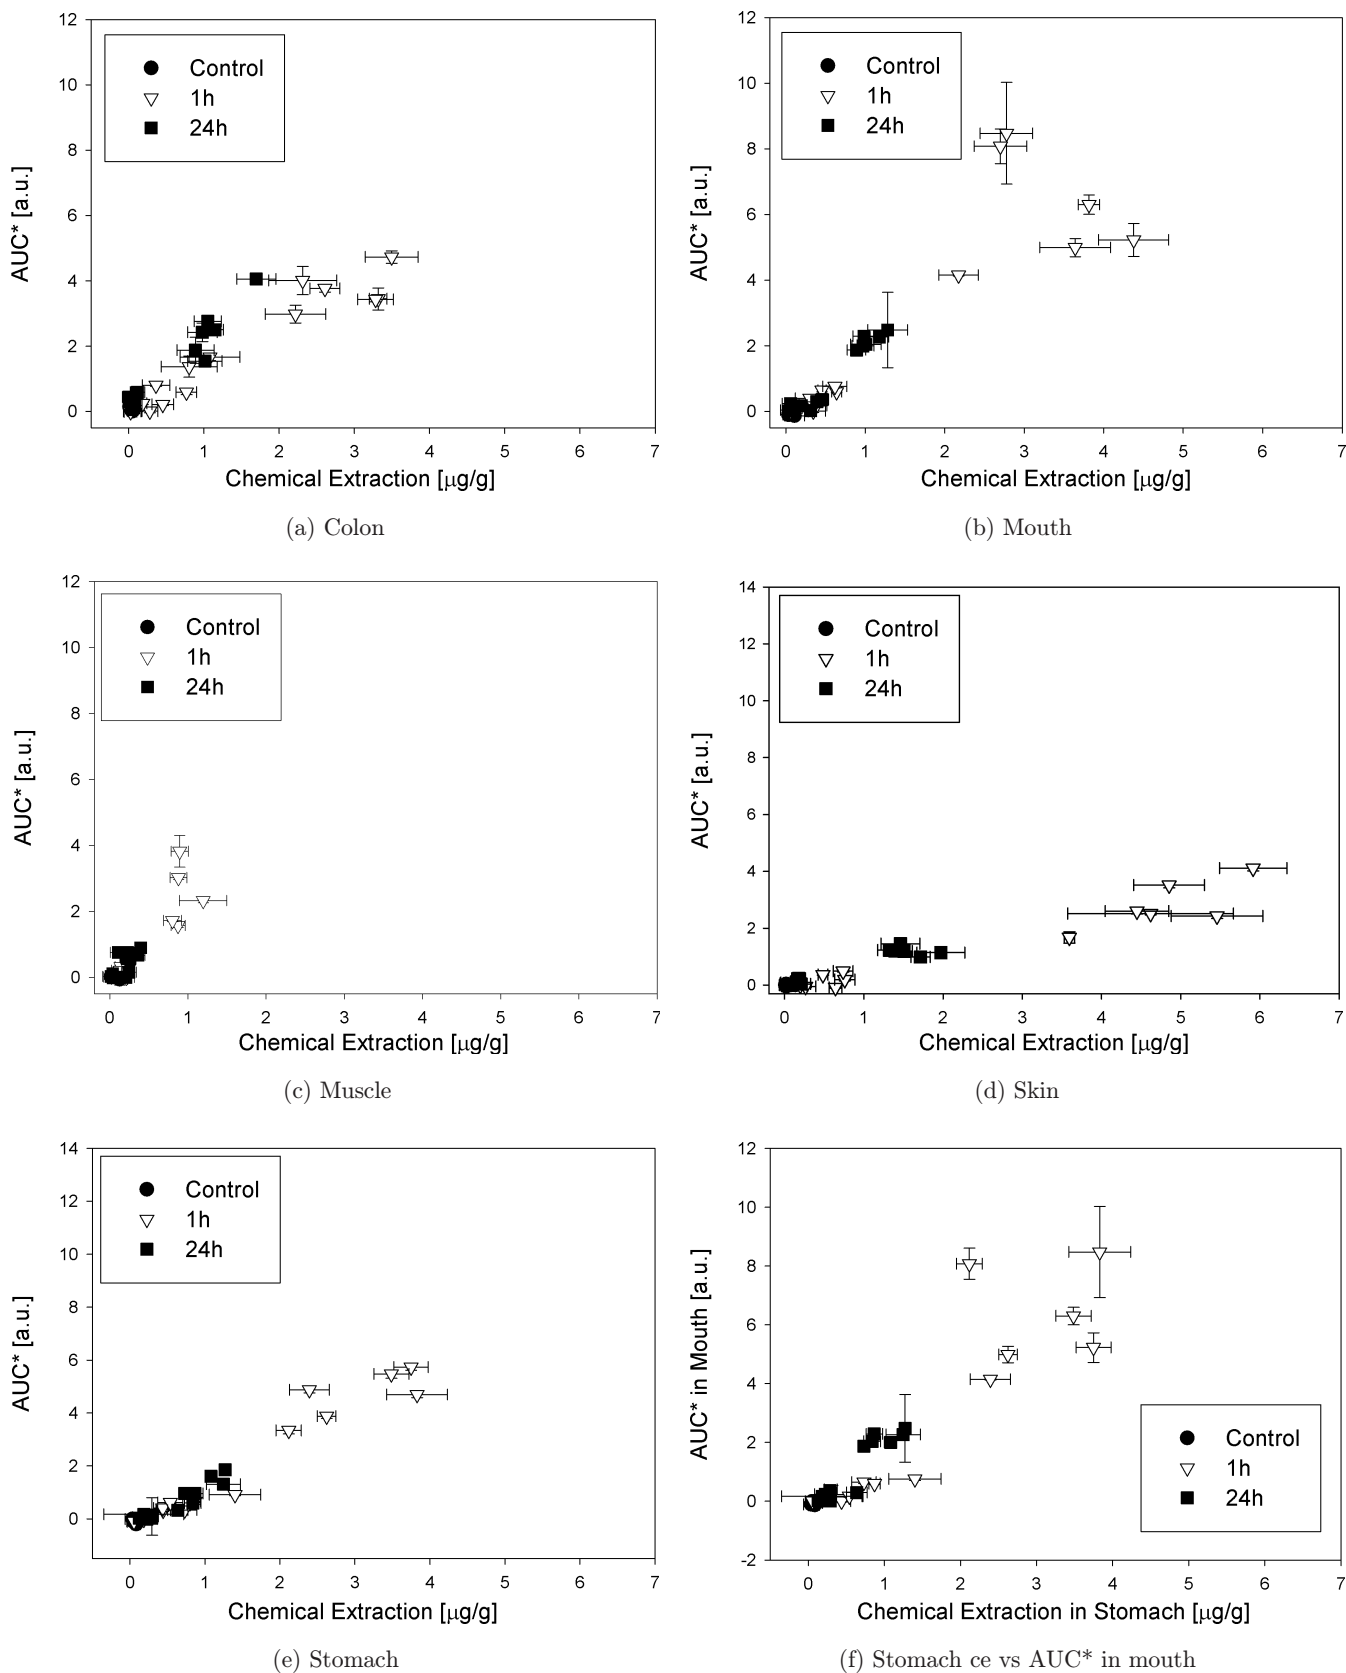 12
10
8
6
4
2
0
AUC* [a.u.]
Control
1h
24h
0 1 2 3 4 5 6 7
Chemical Extraction [μg/g]
(a) Colon
12
10
8
6
4
2
0
AUC* [a.u.]
Control
1h
24h
0 1 2 3 4 5 6 7
Chemical Extraction [μg/g]
(b) Mouth
12
10
8
6
4
2
0
AUC* [a.u.]
Control
1h
24h
0 1 2 3 4 5 6 7
Chemical Extraction [μg/g]
(c) Muscle
14
12
10
8
6
4
2
0
AUC* [a.u.]
Control
1h
24h
0 1 2 3 4 5 6 7
Chemical Extraction [μg/g]
(d) Skin
14
12
10
8
6
4
2
0
AUC* [a.u.]
Control
1h
24h
0 1 2 3 4 5 6 7
Chemical Extraction [μg/g]
(e) Stomach
12
10
8
6
4
2
0
-2
AUC* in Mouth [a.u.]
Control
1h
24h
0 1 2 3 4 5 6 7
Chemical Extraction in Stomach [μg/g]
(f) Stomach ce vs AUC* in mouth